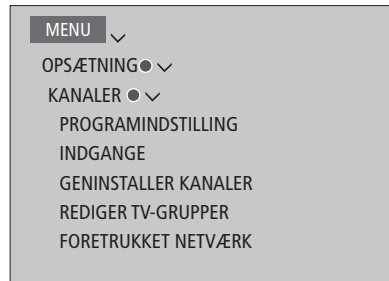 MENU
OPSÆTNING
KANALER
PROGRAMINDSTILLING
INDGANGE
GENINSTALLER KANALER
REDIGER TV-GRUPPER
FORETRUKKET NETVÆRK